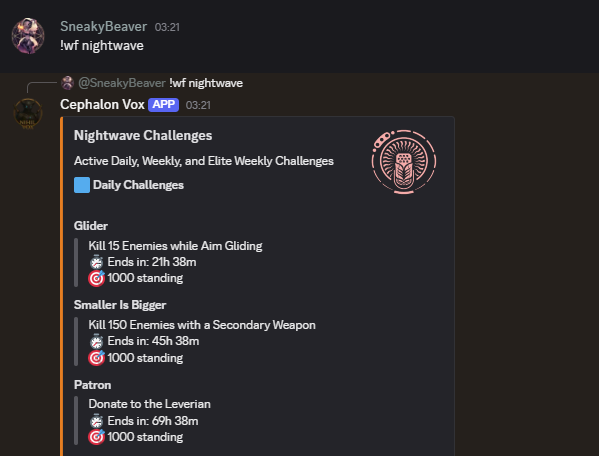 SneakyBeaver 03:21
!wf nightwave
@SneakyBeaver !wf nightwave
Cephalon Vox APP 03:21
Nightwave Challenges
Active Daily, Weekly, and Elite Weekly Challenges
Daily Challenges
Glider
Kill 15 Enemies while Aim Gliding
Ends in: 21h 38m
1000 standing
Smaller Is Bigger
Kill 150 Enemies with a Secondary Weapon
Ends in: 45h 38m
1000 standing
Patron
Donate to the Leverian
Ends in: 69h 38m
1000 standing